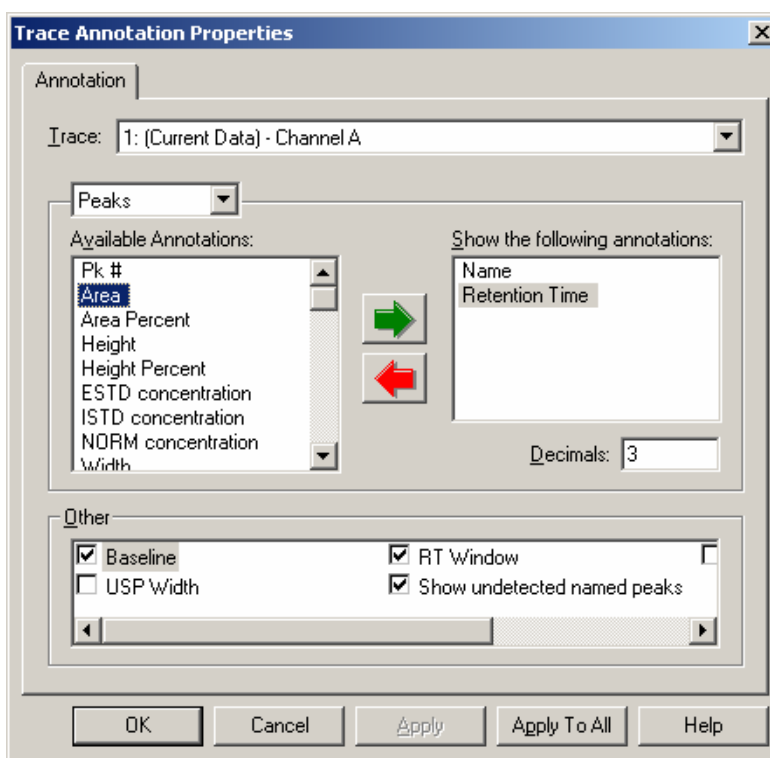 Trace Annotation Properties
Annotation
Trace: 1: (Current Data) - Channel A
Peaks
Available Annotations:
Pk #
Area
Area Percent
Height
Height Percent
ESTD concentration
ISTD concentration
NORM concentration
Width
Show the following annotations:
Name
Retention Time
Decimals: 3
Other
Baseline
RT Window
USP Width
Show undetected named peaks
OK Cancel Apply Apply To All Help